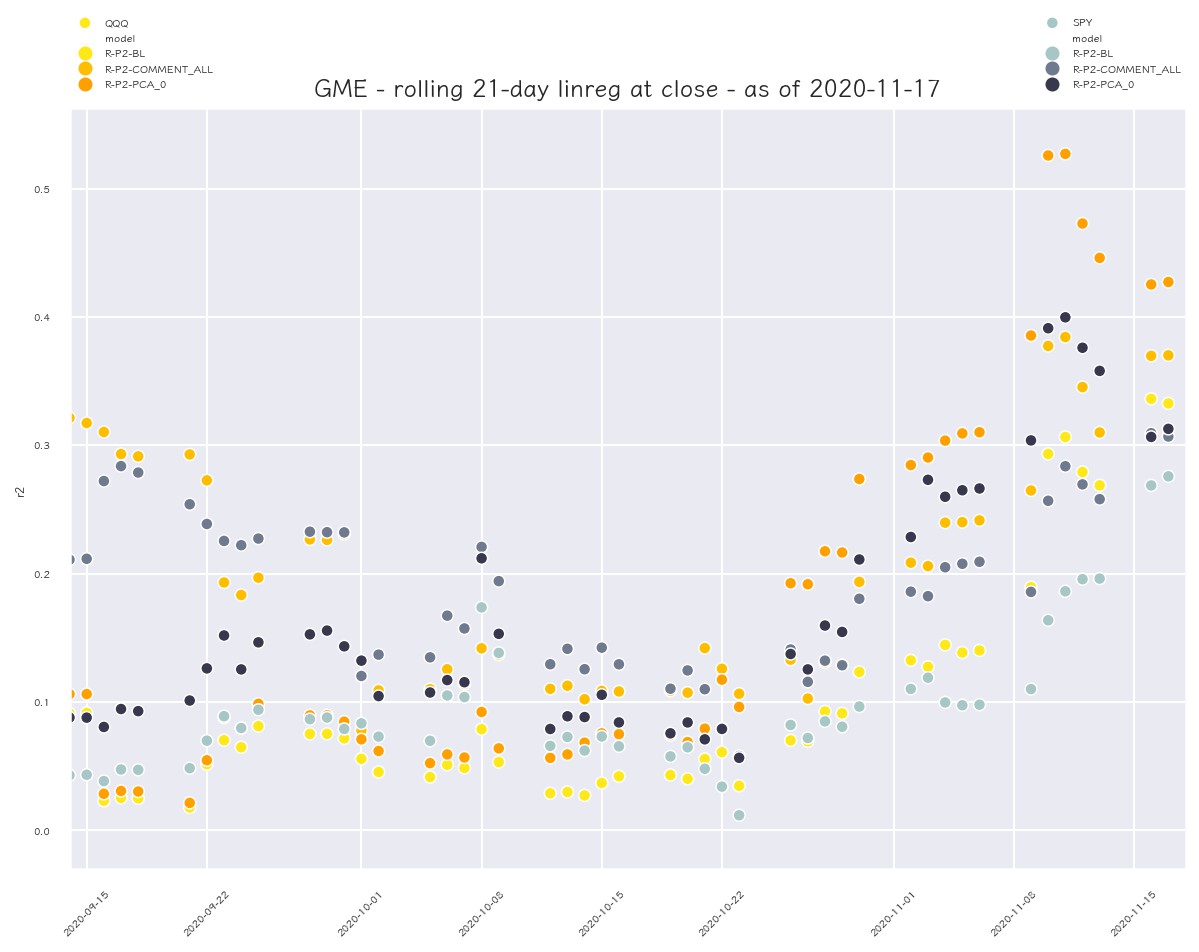 QQQ
model
R-P2-BL
R-P2-COMMENT_ALL
R-P2-PCA_0
SPY
model
R-P2-BL
R-P2-COMMENT_ALL
R-P2-PCA_0
GME - rolling 21-day linreg at close - as of 2020-11-17
0.5
0.4
0.3
0.2
0.1
0.0
r2
2020-09-15
2020-09-22
2020-10-01
2020-10-08
2020-10-15
2020-10-22
2020-11-01
2020-11-08
2020-11-15